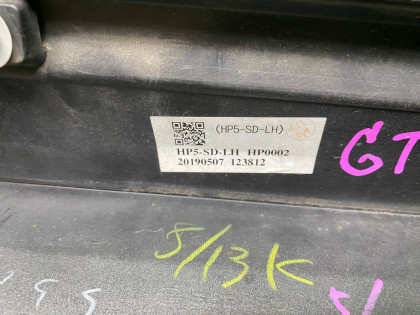 (HP5-SD-LH)
HP5-SD-LH HP0002
20190507 123812
GT
5/13K